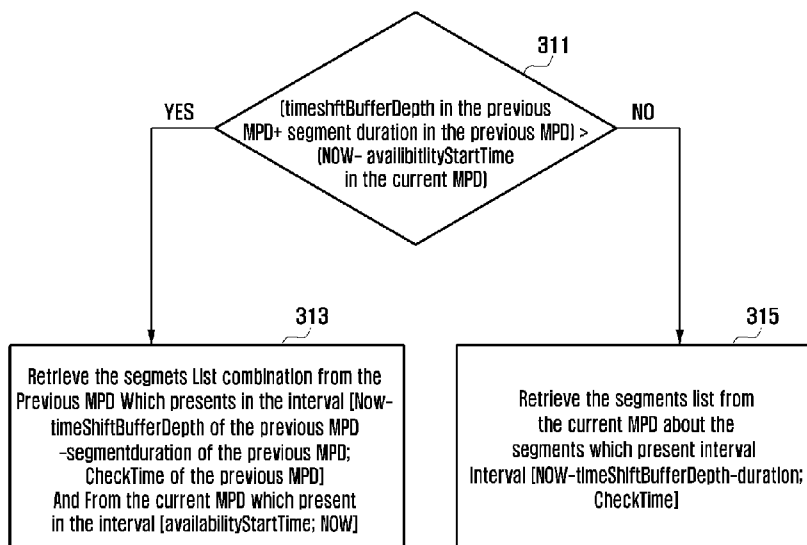 311
YES
(timeshftBufferDepth in the previous
MPD+ segment duration in the previous MPD) >
(NOW- availibitlityStartTime
in the current MPD)
NO
313
Retrieve the segmets List combination from the
Previous MPD Which presents in the interval [Now-
timeShiftBufferDepth of the previous MPD
-segmentduration of the previous MPD;
CheckTime of the previous MPD]
And From the current MPD which present
in the interval [availabilityStartTime; NOW]
315
Retrieve the segments list from
the current MPD about the
segments which present interval
Interval [NOW-timeShiftBufferDepth-duration;
CheckTime]